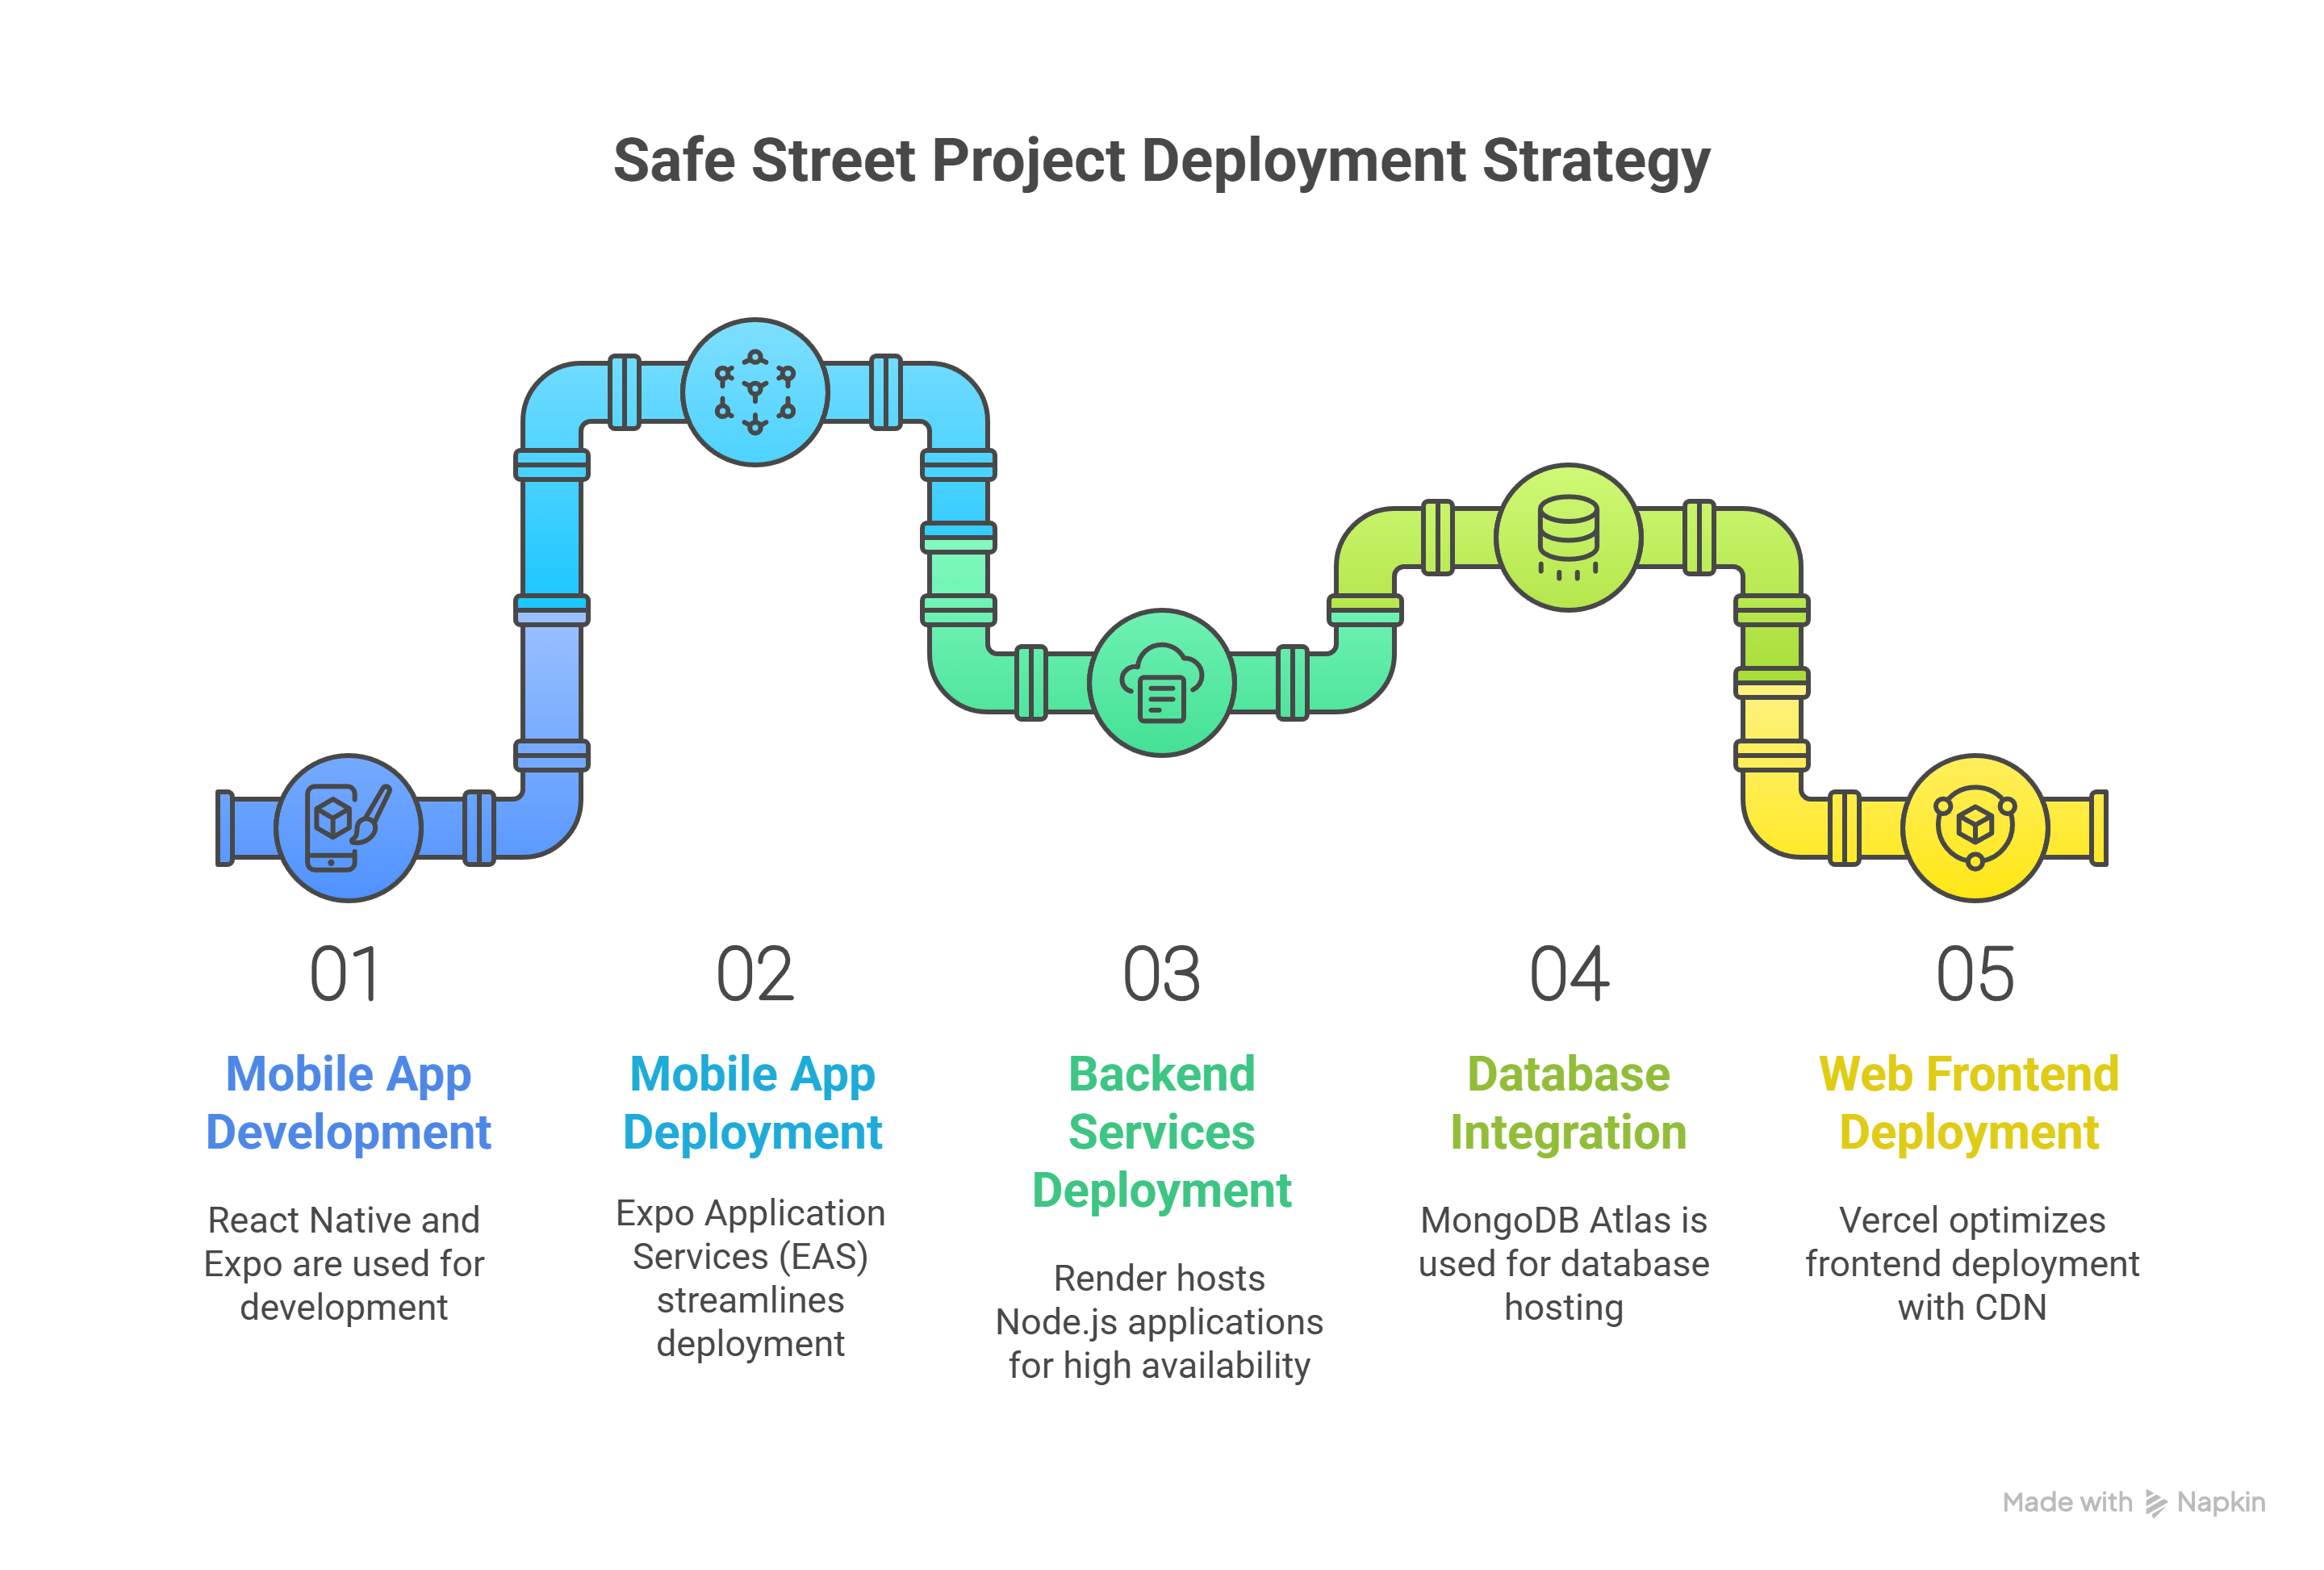 Safe Street Project Deployment Strategy
01
Mobile App
Development
React Native and
Expo are used for
development
02
Mobile App
Deployment
Expo Application
Services (EAS)
streamlines
deployment
03
Backend
Services
Deployment
Render hosts
Node.js applications
for high availability
04
Database
Integration
MongoDB Atlas is
used for database
hosting
05
Web Frontend
Deployment
Vercel optimizes
frontend deployment
with CDN
Made with Napkin